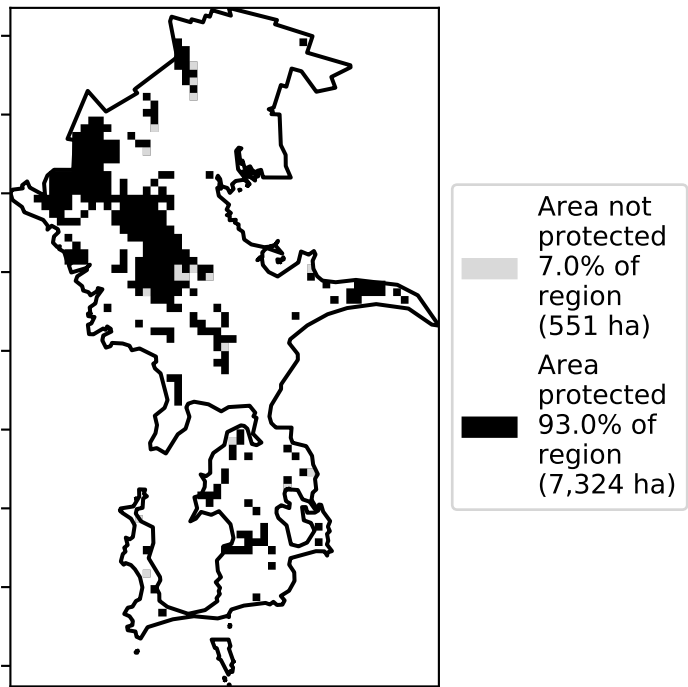 Area not
protected
7.0% of
region
(551 ha)
Area
protected
93.0% of
region
(7,324 ha)